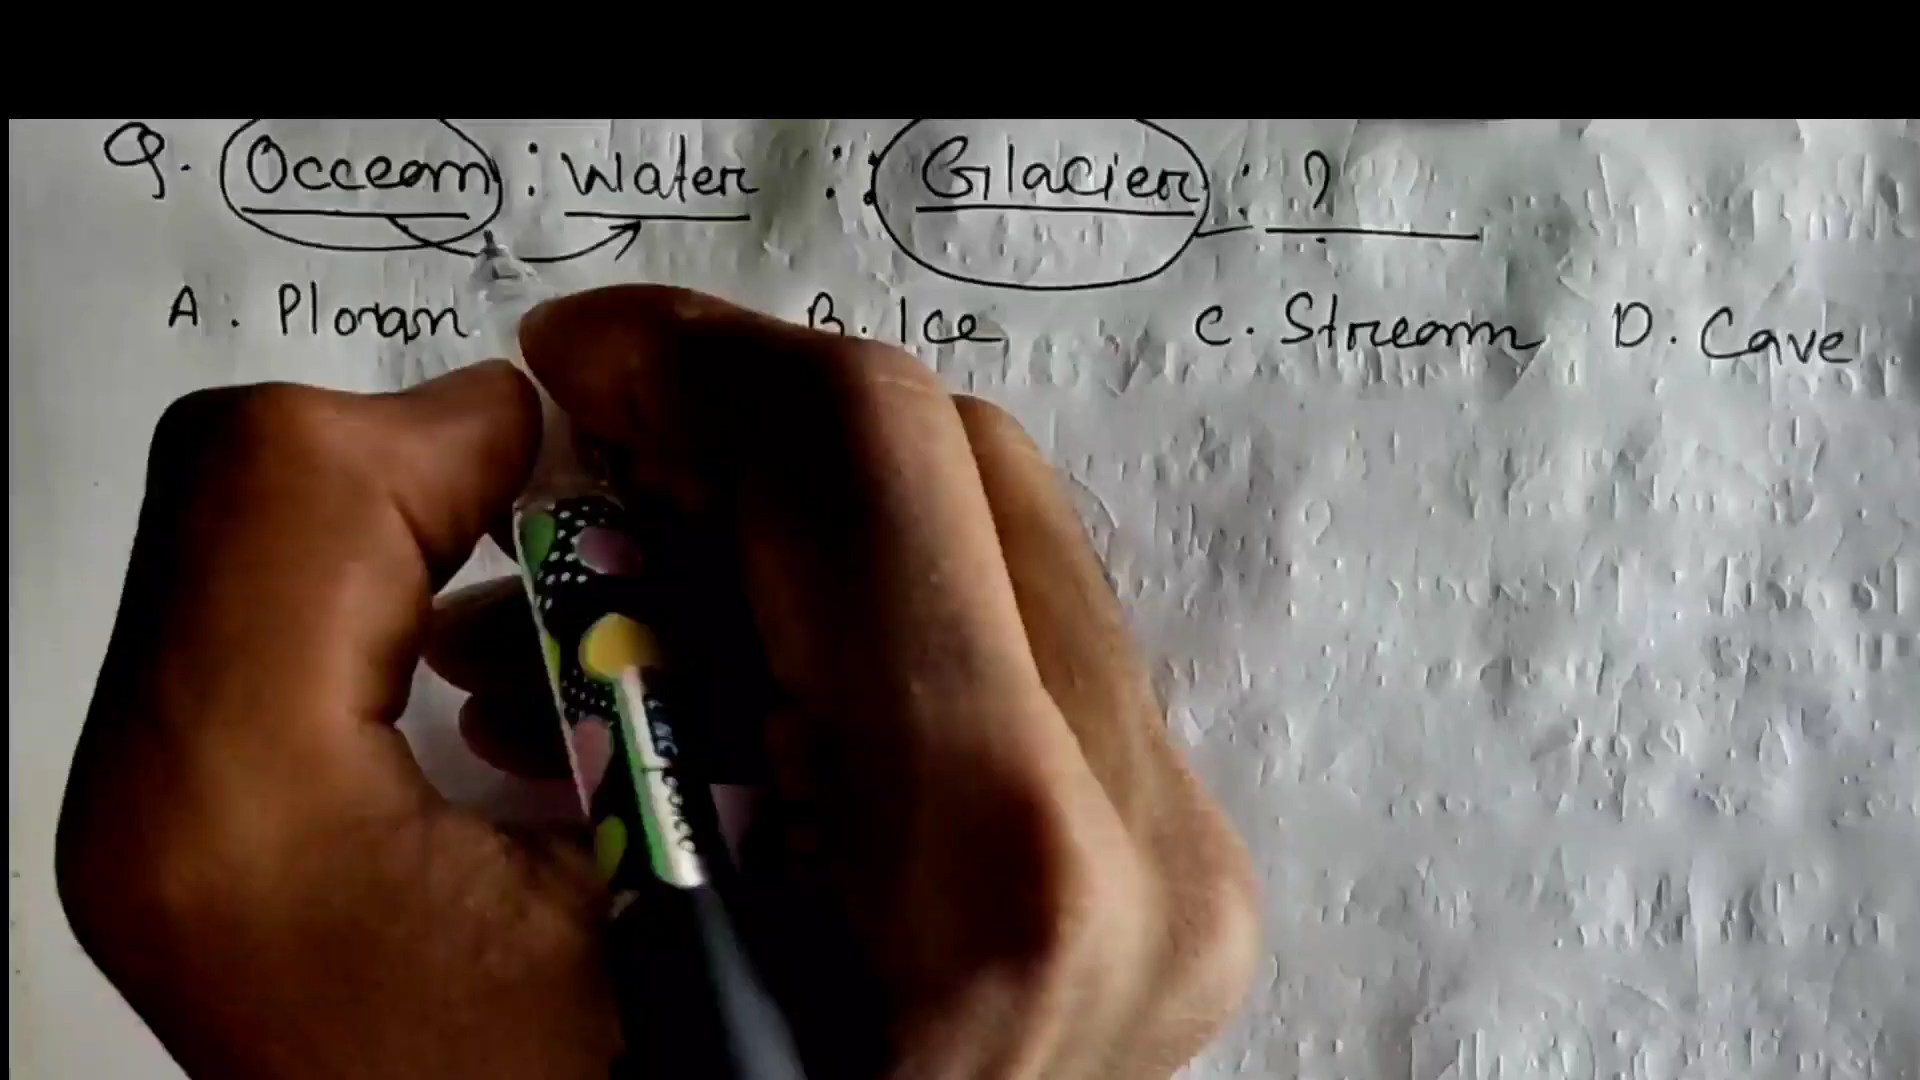 Q. Occean : Water :: Glacier : ?
A. Ploran B. Ice C. Stream D. Cave